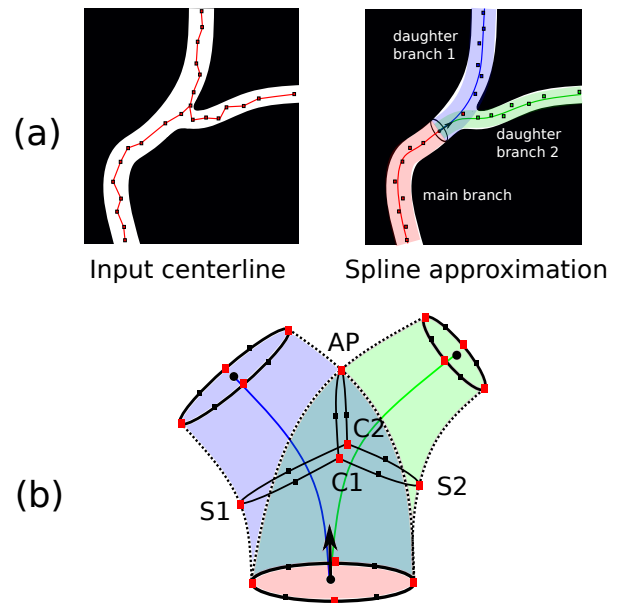 (a)
daughter
branch 1
daughter
branch 2
main branch
Input centerline
Spline approximation
(b)
AP
C2
C1
S1
S2